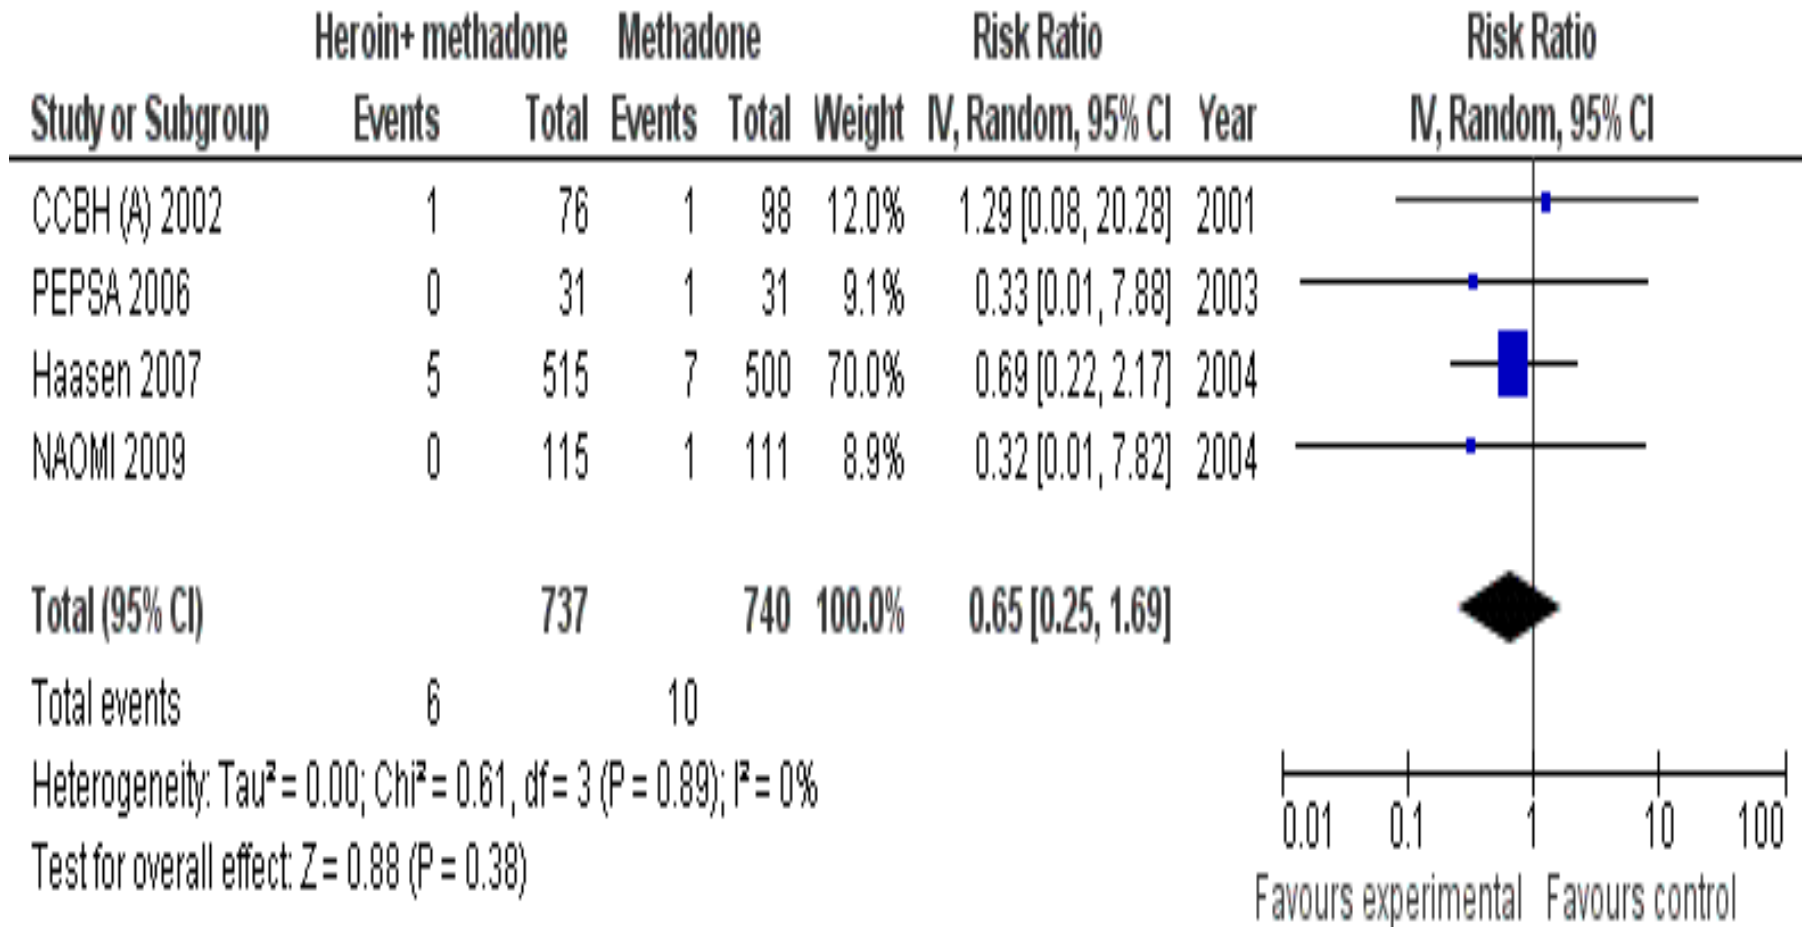 Heroin+ methadone Methadone Risk Ratio Risk Ratio
Study or Subgroup Events Total Events Total Weight IV, Random, 95% CI Year IV, Random, 95% CI
CCBH (A) 2002 1 76 1 98 12.0% 1.29 [0.08, 20.28] 2001
PEPSA 2006 0 31 1 31 9.1% 0.33 [0.01, 7.88] 2003
Haasen 2007 5 515 7 500 70.0% 0.69 [0.22, 2.17] 2004
NAOMI 2009 0 115 1 111 8.9% 0.32 [0.01, 7.82] 2004
Total (95% CI) 737 740 100.0% 0.65 [0.25, 1.69]
Total events 6 10
Heterogeneity: Tau² = 0.00; Chi² = 0.61, df = 3 (P = 0.89); I² = 0%
Test for overall effect: Z = 0.88 (P = 0.38)
0.01 0.1 1 10 100
Favours experimental Favours control